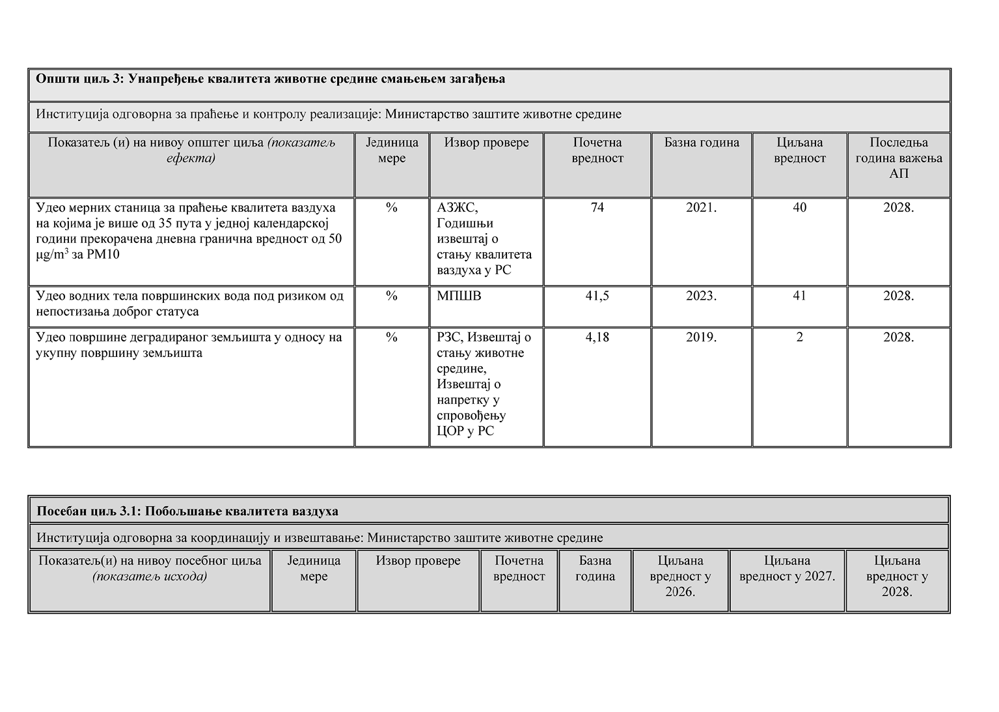 Општи циљ 3: Унапређење квалитета животне средине смањењем загађења
Институција одговорна за праћење и контролу реализације: Министарство заштите животне средине
Показатељ (и) на нивоу општег циља (показатељ
ефекта)
Јединица
мере
Извор провере
Почетна
вредност
Базна година
Циљана
вредност
Последња
година важења
АП
Удео мерних станица за праћење квалитета ваздуха
на којима је више од 35 пута у једној календарској
години прекорачена дневна гранична вредност од 50
µg/m³ за PM10
%
АЗЖС,
Годишњи
извештај о
стању квалитета
ваздуха у РС
74
2021.
40
2028.
Удео водних тела површинских вода под ризиком од
непостизања доброг статуса
%
МПШВ
41,5
2023.
41
2028.
Удео површине деградираног земљишта у односу на
укупну површину земљишта
%
РЗС, Извештај о
стању животне
средине,
Извештај о
напретку у
спровођењу
ЦОР у РС
4,18
2019.
2
2028.
Посебан циљ 3.1: Побољшање квалитета ваздуха
Институција одговорна за координацију и извештавање: Министарство заштите животне средине
Показатељ(и) на нивоу посебног циља
(показатељ исхода)
Јединица
мере
Извор провере
Почетна
вредност
Базна
година
Циљана
вредност у
2026.
Циљана
вредност у 2027.
Циљана
вредност у
2028.